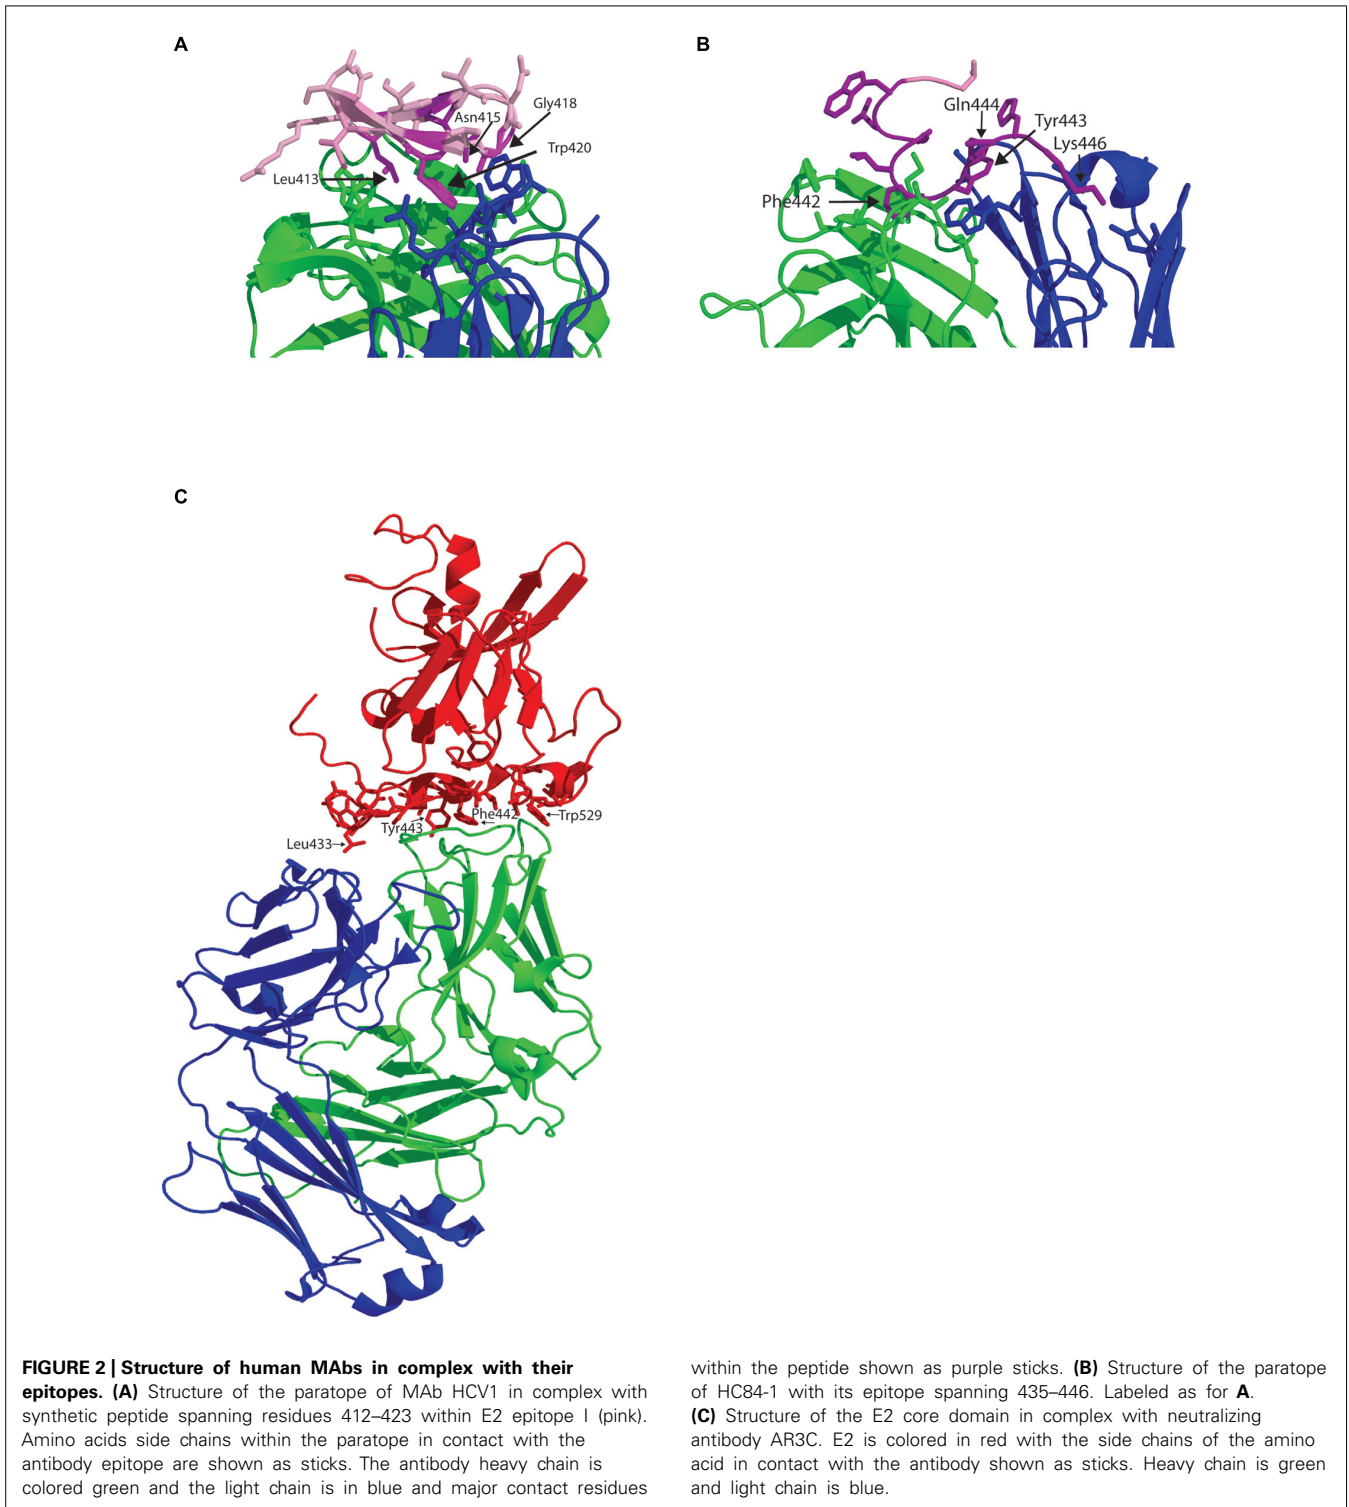 A
Asn415
Gly418
Trp420
Leu413
B
Gln444
Tyr443
Lys446
Phe442
C
Tyr443
Phe442
Trp529
Leu433
FIGURE 2 | Structure of human MAbs in complex with their
epitopes. (A) Structure of the paratope of MAb HCV1 in complex with
synthetic peptide spanning residues 412–423 within E2 epitope I (pink).
Amino acids side chains within the paratope in contact with the
antibody epitope are shown as sticks. The antibody heavy chain is
colored green and the light chain is in blue and major contact residues
within the peptide shown as purple sticks. (B) Structure of the paratope
of HC84-1 with its epitope spanning 435–446. Labeled as for A.
(C) Structure of the E2 core domain in complex with neutralizing
antibody AR3C. E2 is colored in red with the side chains of the amino
acid in contact with the antibody shown as sticks. Heavy chain is green
and light chain is blue.